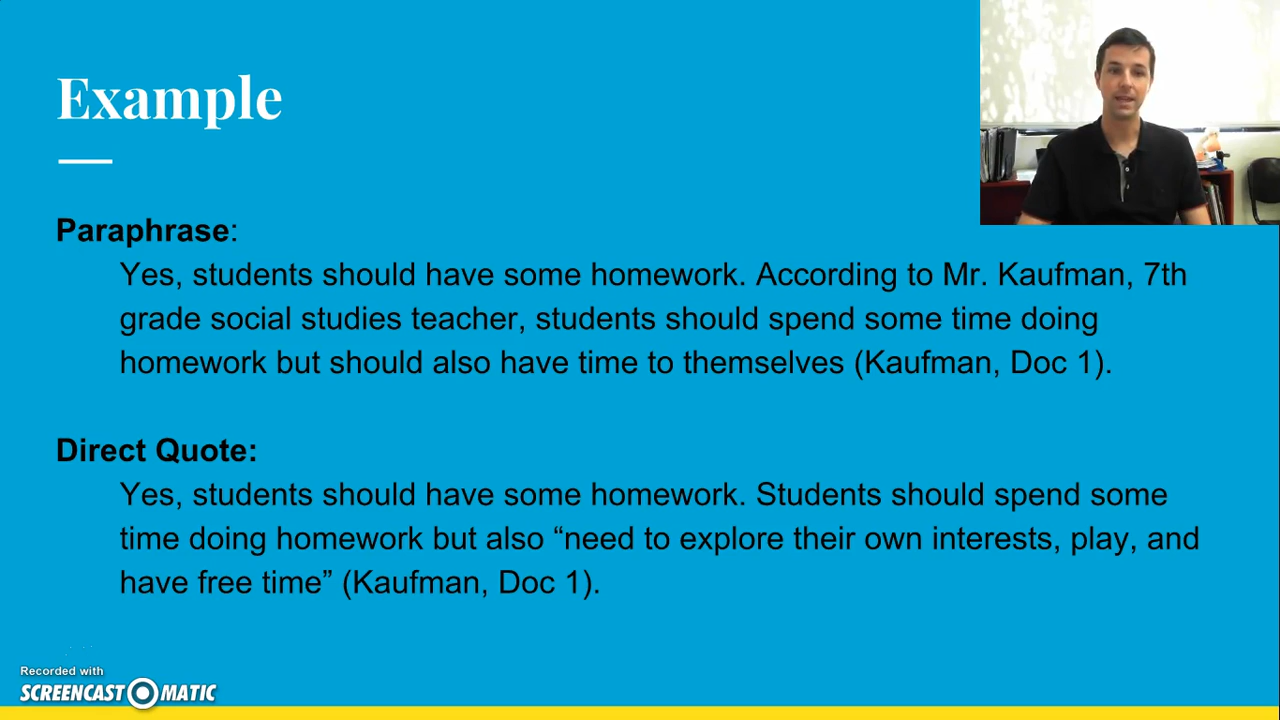 Example
Paraphrase:
Yes, students should have some homework. According to Mr. Kaufman, 7th
grade social studies teacher, students should spend some time doing
homework but should also have time to themselves (Kaufman, Doc 1).
Direct Quote:
Yes, students should have some homework. Students should spend some
time doing homework but also “need to explore their own interests, play, and
have free time” (Kaufman, Doc 1).
Recorded with
SCREENCAST MATIC